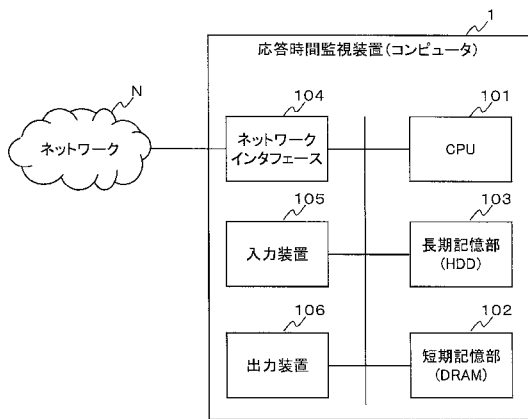 1
応答時間監視装置(コンピュータ)
N
ネットワーク
104
ネットワーク
インタフェース
101
CPU
105
入力装置
103
長期記憶部
(HDD)
106
出力装置
102
短期記憶部
(DRAM)